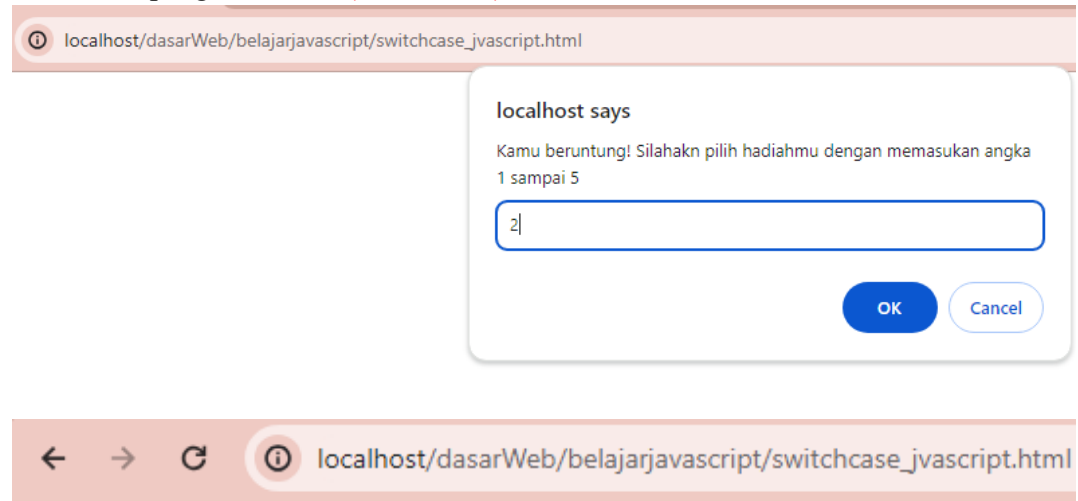 localhost/dasarWeb/belajarjavascript/switchcase_jvascript.html
localhost says
Kamu beruntung! Silahakn pilih hadiahmu dengan memasukan angka
1 sampai 5
2
OK Cancel
localhost/dasarWeb/belajarjavascript/switchcase_jvascript.html